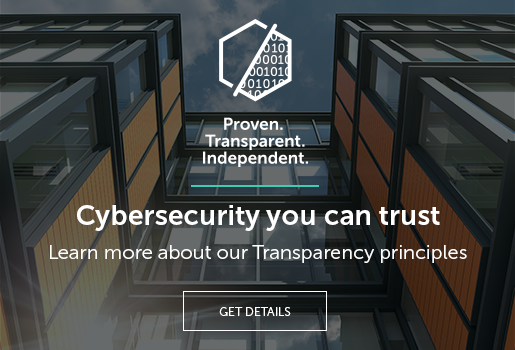 Proven.
Transparent.
Independent.
Cybersecurity you can trust
Learn more about our Transparency principles
GET DETAILS